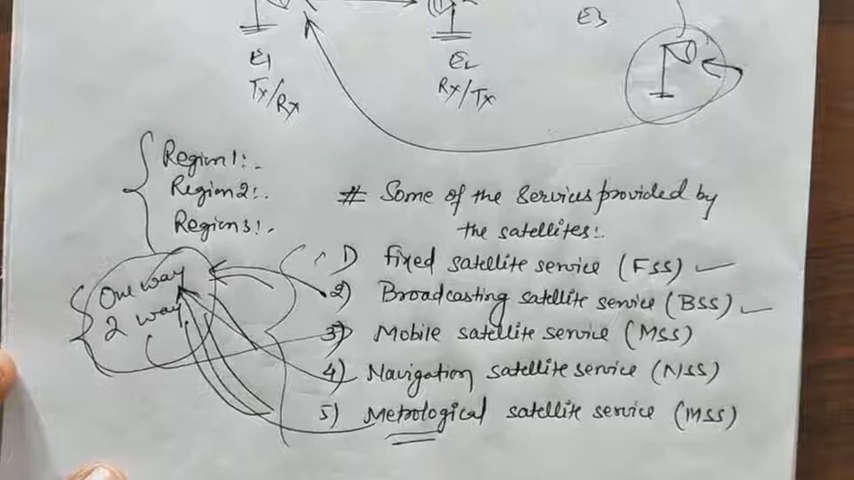 E1
E2
E3
Tx/Rx
Rx/Tx
Region1:.
Region2:.
Region3:.
# Some of the Services provided by
the satellites:.
One way
2 way
1) Fixed satellite service (FSS)
2) Broadcasting satellite service (BSS)
3) Mobile satellite service (MSS)
4) Navigation satellite service (NSS)
5) Metrological satellite service (MSS)